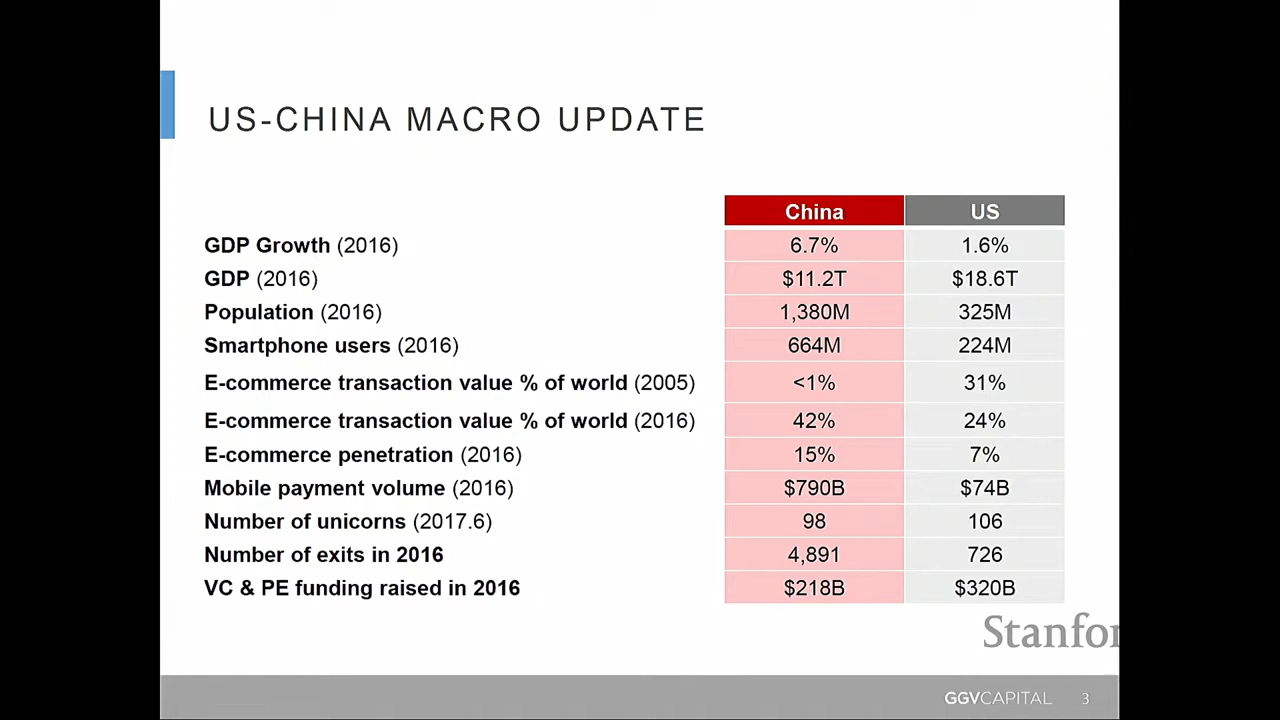 US-CHINA MACRO UPDATE
China US
GDP Growth (2016) 6.7% 1.6%
GDP (2016) $11.2T $18.6T
Population (2016) 1,380M 325M
Smartphone users (2016) 664M 224M
E-commerce transaction value % of world (2005) <1% 31%
E-commerce transaction value % of world (2016) 42% 24%
E-commerce penetration (2016) 15% 7%
Mobile payment volume (2016) $790B $74B
Number of unicorns (2017.6) 98 106
Number of exits in 2016 4,891 726
VC & PE funding raised in 2016 $218B $320B
Stanfor
GGVCAPITAL 3